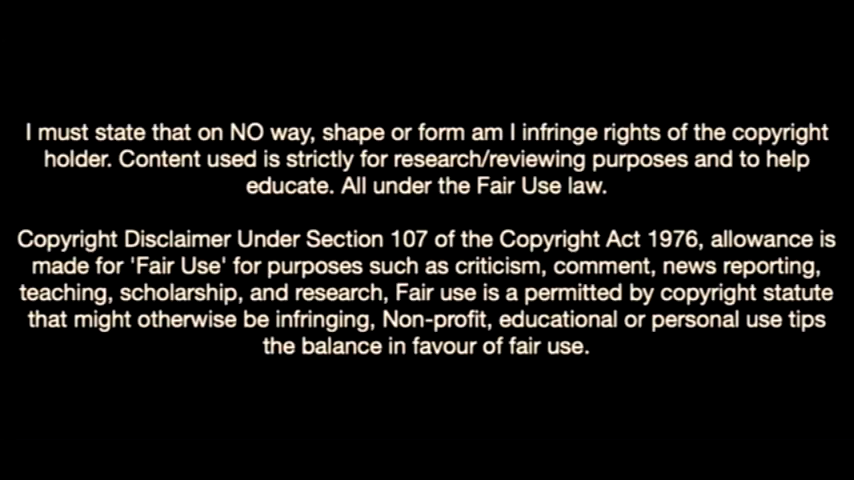 I must state that on NO way, shape or form am I infringe rights of the copyright
holder. Content used is strictly for research/reviewing purposes and to help
educate. All under the Fair Use law.
Copyright Disclaimer Under Section 107 of the Copyright Act 1976, allowance is
made for 'Fair Use' for purposes such as criticism, comment, news reporting,
teaching, scholarship, and research, Fair use is a permitted by copyright statute
that might otherwise be infringing, Non-profit, educational or personal use tips
the balance in favour of fair use.